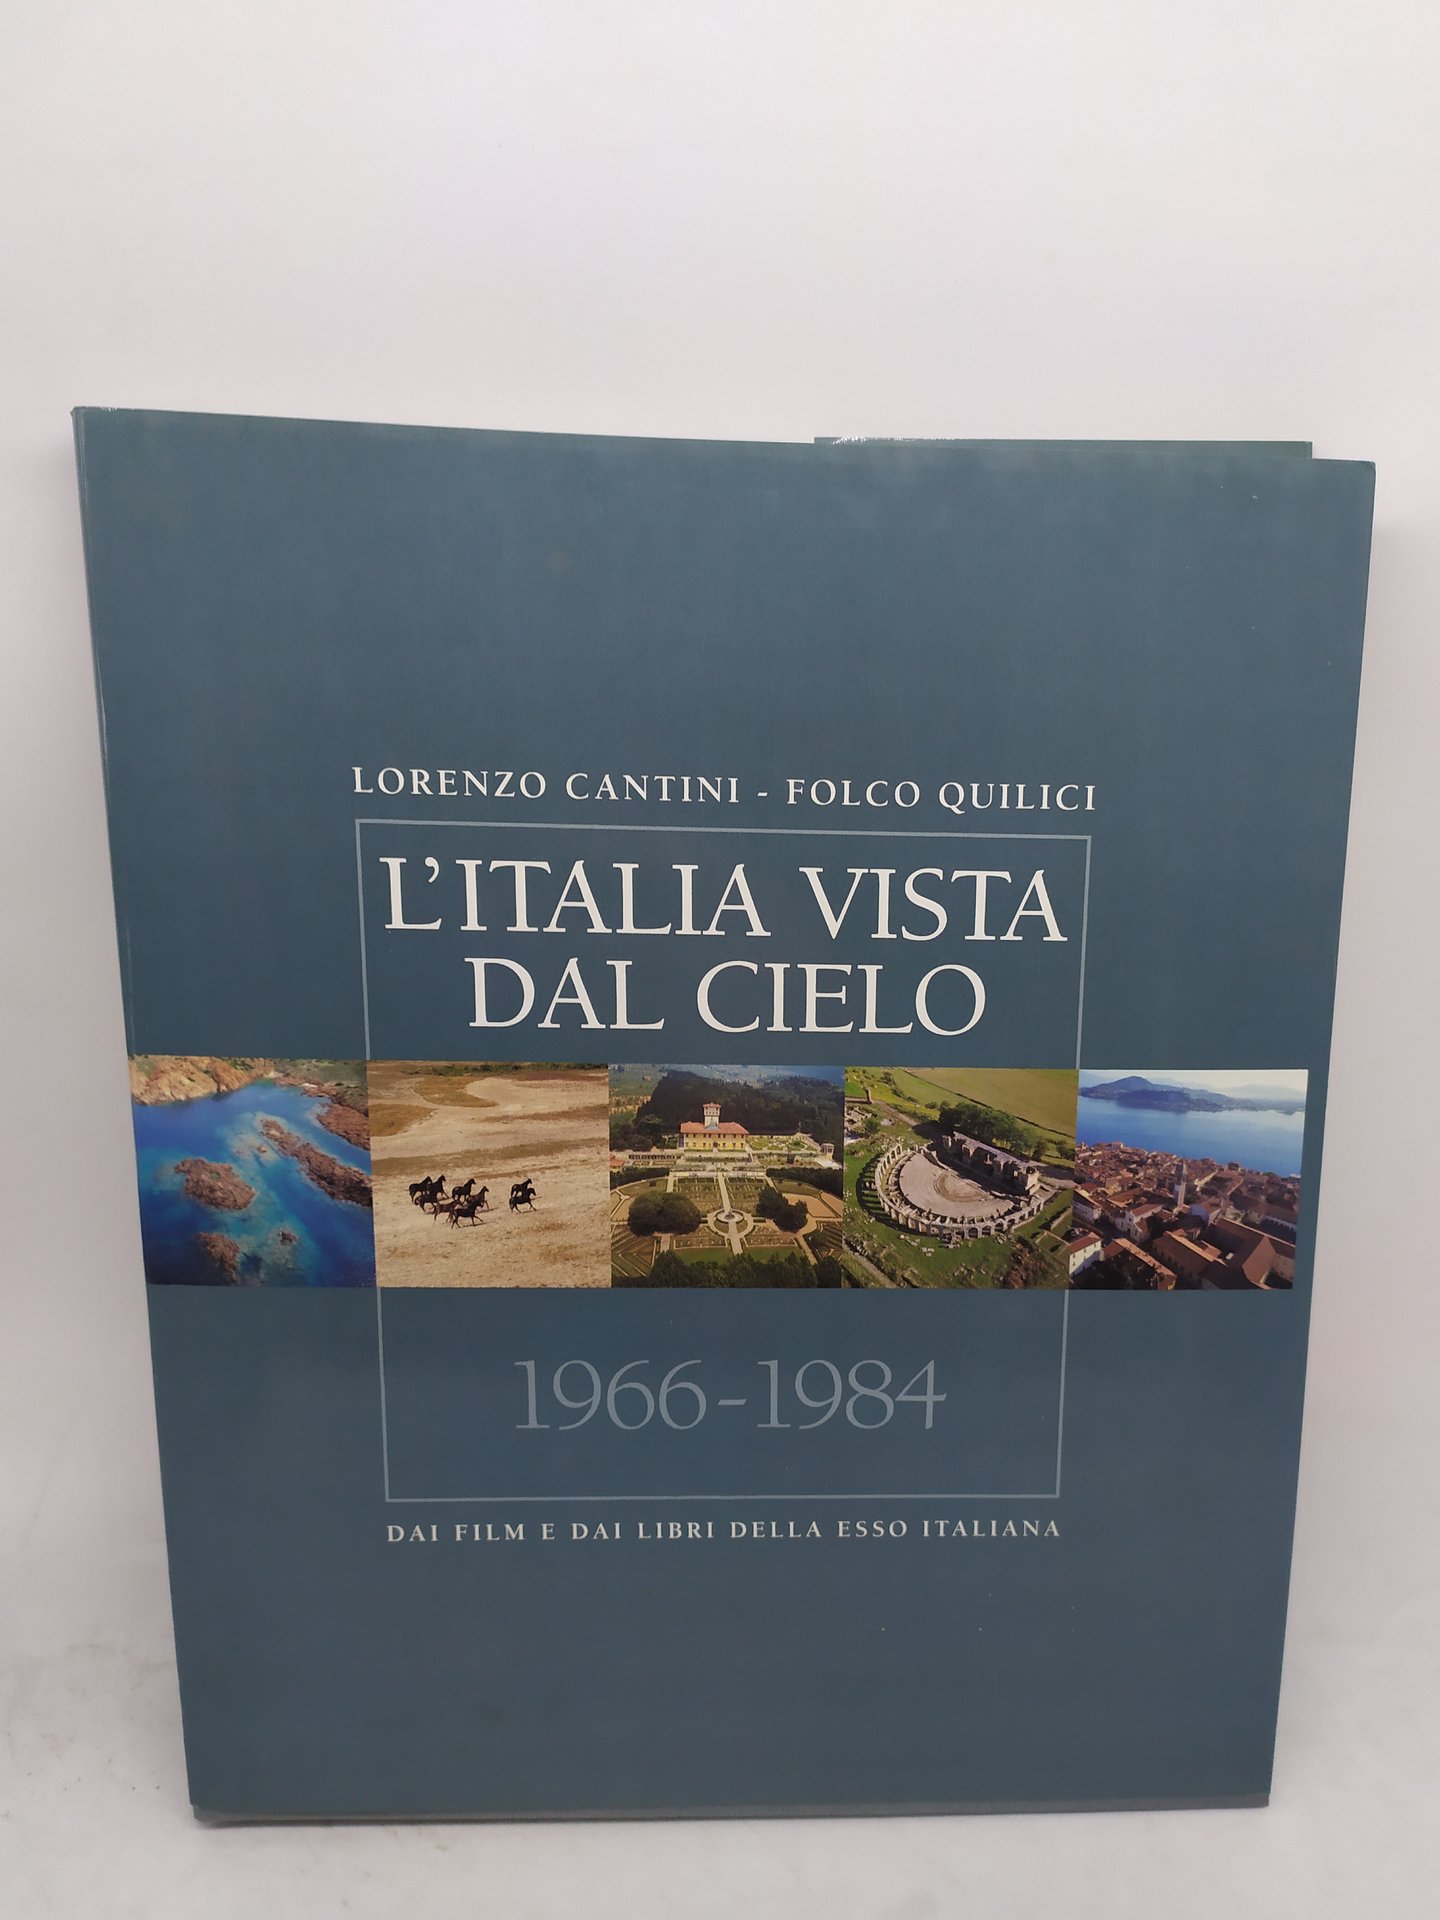 LORENZO CANTINI - FOLCO QUILICI
L'ITALIA VISTA
DAL CIELO
1966-1984
DAI FILM E DAI LIBRI DELLA ESSO ITALIANA